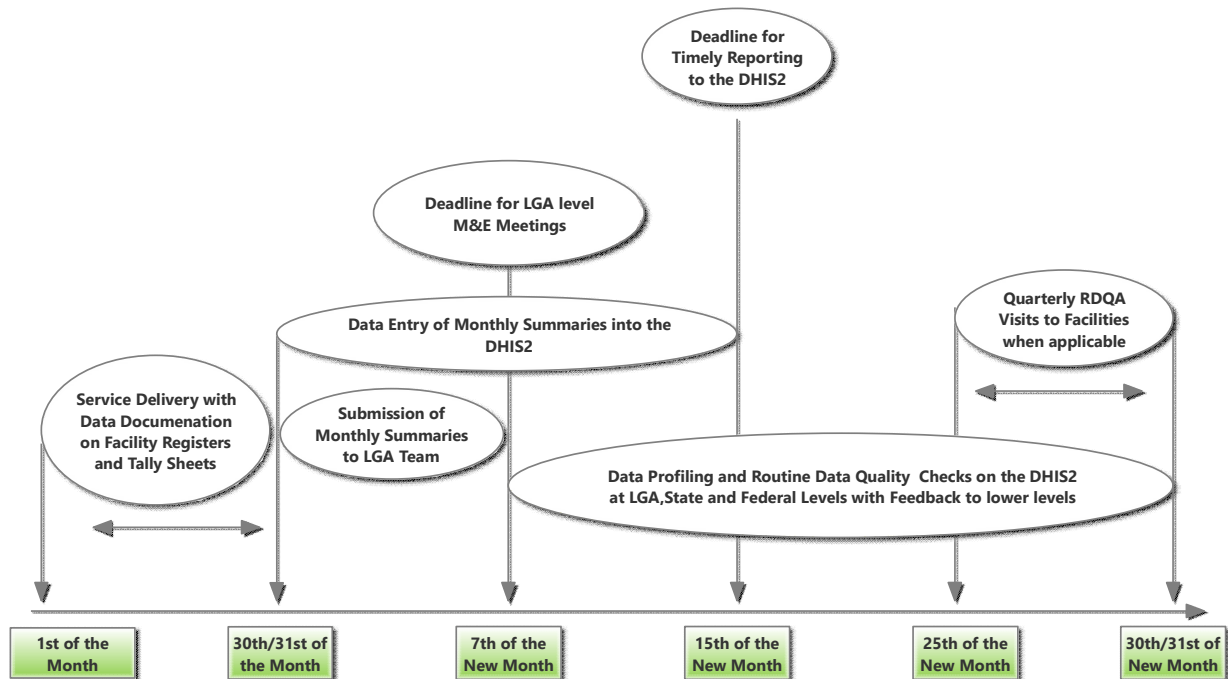 Deadline for
Timely Reporting
to the DHIS2
Deadline for LGA level
M&E Meetings
Data Entry of Monthly Summaries into the
DHIS2
Quarterly RDQA
Visits to Facilities
when applicable
Service Delivery with
Data Documenation
on Facility Registers
and Tally Sheets
Submission of
Monthly Summaries
to LGA Team
Data Profiling and Routine Data Quality Checks on the DHIS2
at LGA,State and Federal Levels with Feedback to lower levels
1st of the
Month
30th/31st of
the Month
7th of the
New Month
15th of the
New Month
25th of the
New Month
30th/31st of
New Month